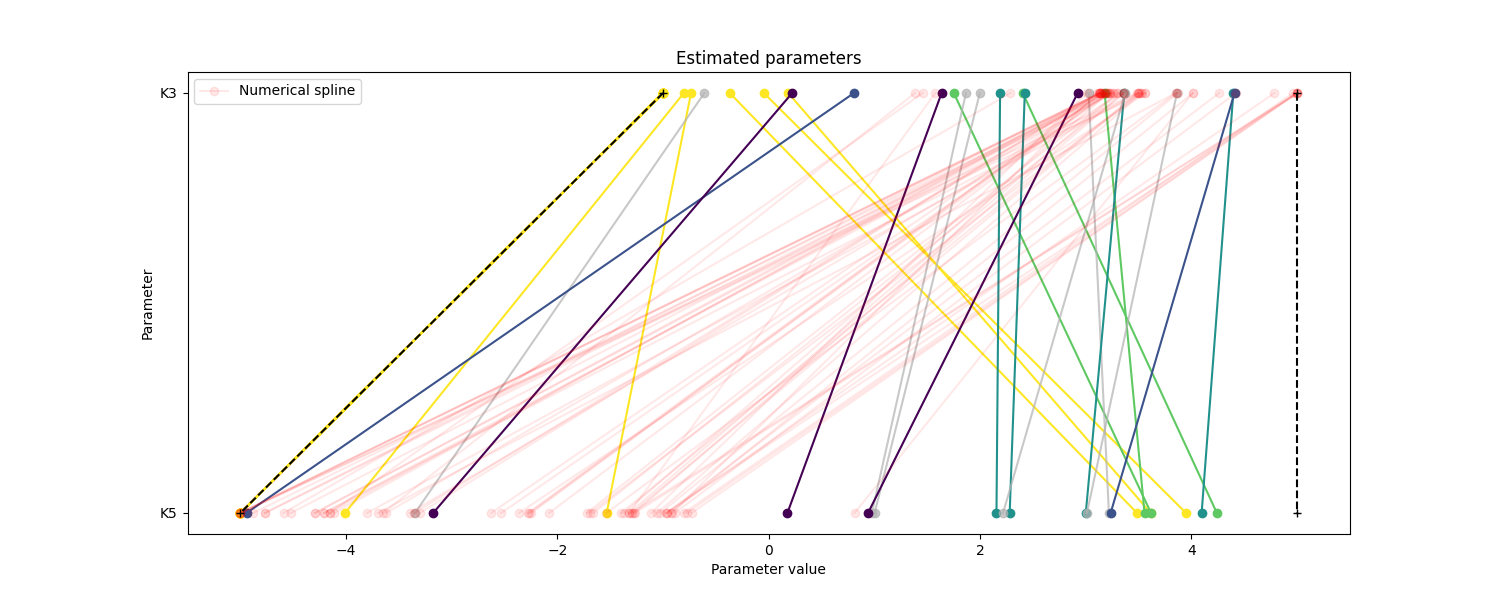 Estimated parameters
K3
Numerical spline
Parameter
K5
−4
−2
0
2
4
Parameter value